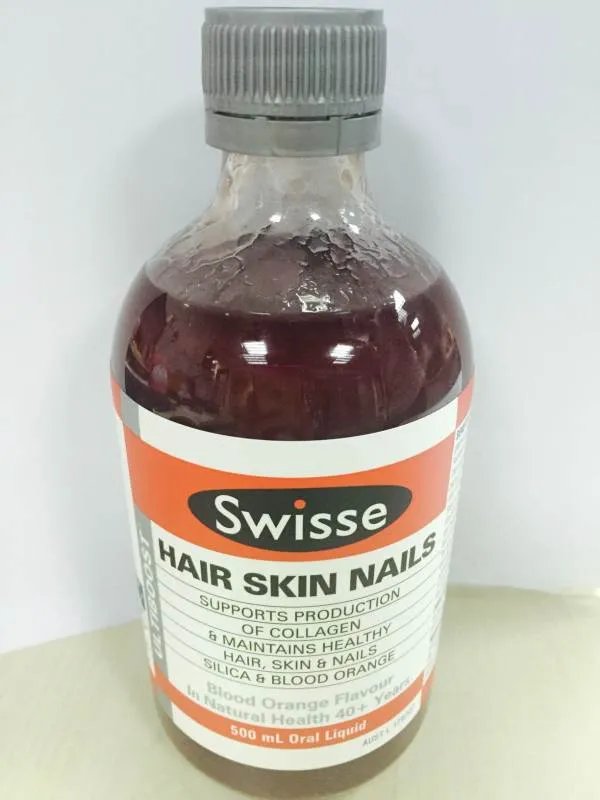 Swisse
HAIR SKIN NAILS
SUPPORTS PRODUCTION
OF COLLAGEN
& MAINTAINS HEALTHY
HAIR, SKIN & NAILS
SILICA & BLOOD ORANGE
Blood Orange Flavour
In Natural Health 40+ Years
500 mL Oral Liquid
AUST L